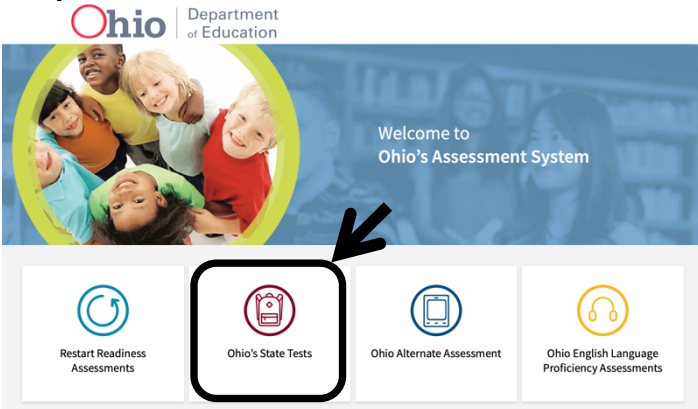 Ohio Department
of Education
Welcome to
Ohio's Assessment System
Restart Readiness
Assessments
Ohio's State Tests
Ohio Alternate Assessment
Ohio English Language
Proficiency Assessments